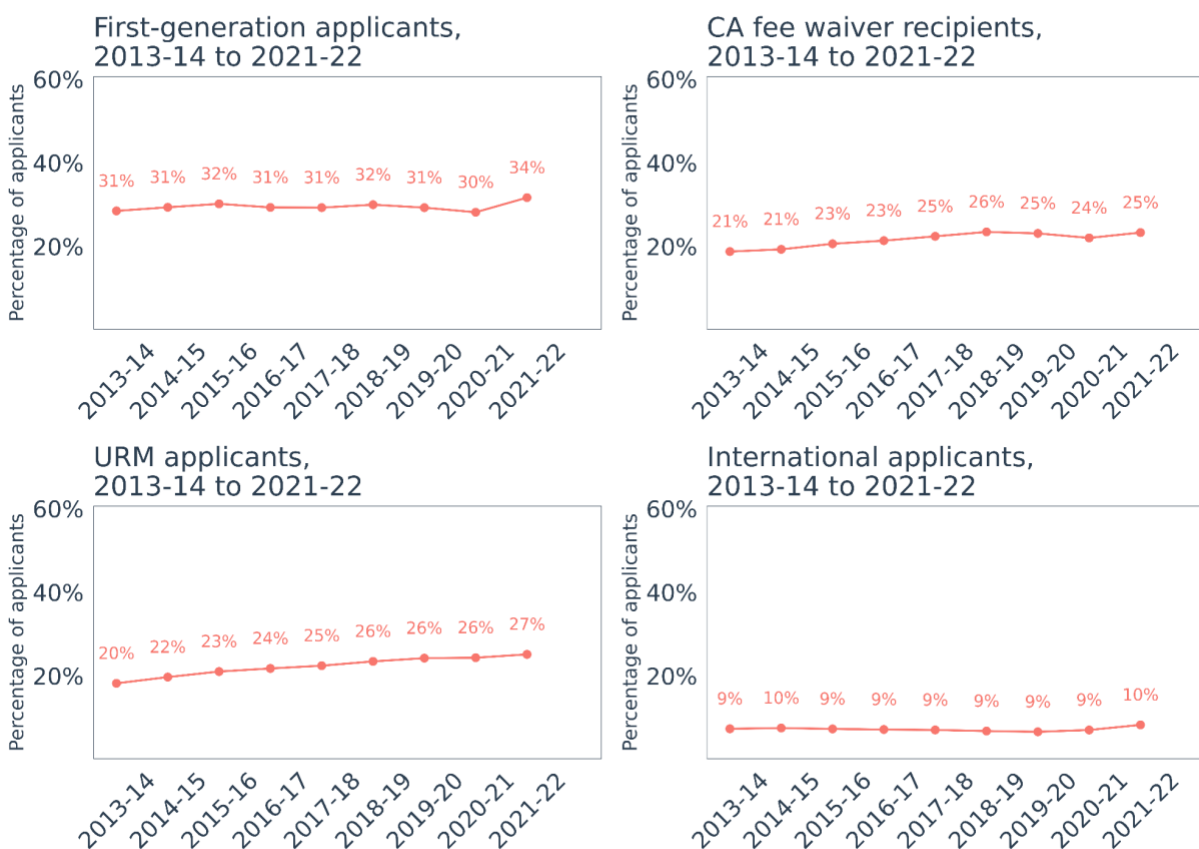 First-generation applicants,
2013-14 to 2021-22
Percentage of applicants
60%
40%
20%
31% 31% 32% 31% 31% 32% 31% 30% 34%
2013-14 2014-15 2015-16 2016-17 2017-18 2018-19 2019-20 2020-21 2021-22
CA fee waiver recipients,
2013-14 to 2021-22
Percentage of applicants
60%
40%
20%
21% 21% 23% 23% 25% 26% 25% 24% 25%
2013-14 2014-15 2015-16 2016-17 2017-18 2018-19 2019-20 2020-21 2021-22
URM applicants,
2013-14 to 2021-22
Percentage of applicants
60%
40%
20%
20% 22% 23% 24% 25% 26% 26% 26% 27%
2013-14 2014-15 2015-16 2016-17 2017-18 2018-19 2019-20 2020-21 2021-22
International applicants,
2013-14 to 2021-22
Percentage of applicants
60%
40%
20%
9% 10% 9% 9% 9% 9% 9% 9% 10%
2013-14 2014-15 2015-16 2016-17 2017-18 2018-19 2019-20 2020-21 2021-22